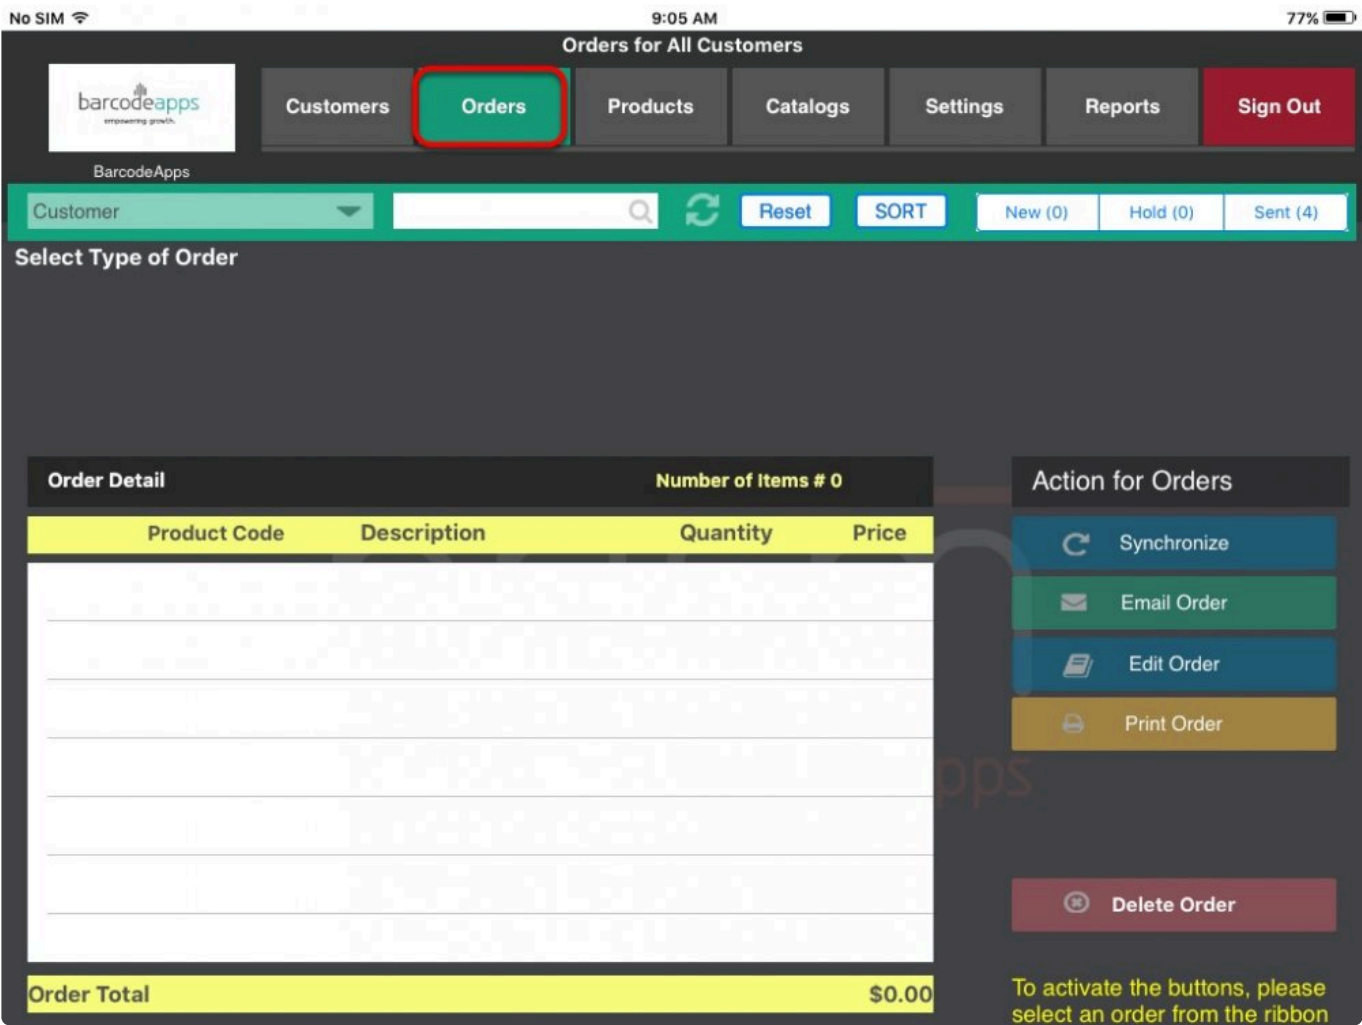 No SIM 9:05 AM 77%
Orders for All Customers
barcodeapps
empowering growth.
Customers Orders Products Catalogs Settings Reports Sign Out
BarcodeApps
Customer Reset SORT New (0) Hold (0) Sent (4)
Select Type of Order
Order Detail Number of Items # 0 Action for Orders
Product Code Description Quantity Price
Synchronize
Email Order
Edit Order
Print Order
pps
Delete Order
Order Total $0.00
To activate the buttons, please
select an order from the ribbon